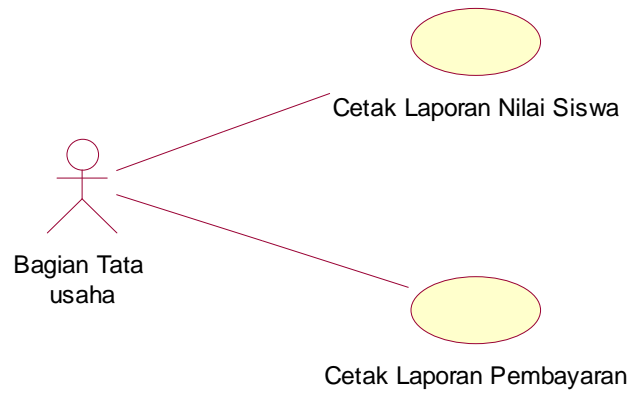 Cetak Laporan Nilai Siswa
Bagian Tata
usaha
Cetak Laporan Pembayaran